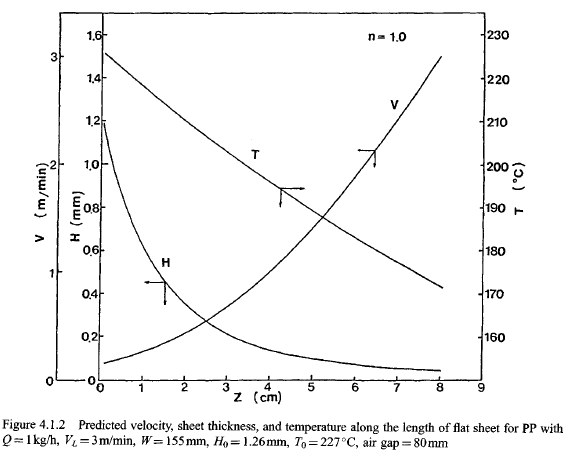 n = 1.0
V (m/min)
3
2
1
0
H (mm)
1,6
1,4
1,2
1,0
0,8
0,6
0,4
0,2
0
T
H
V
230
220
210
200
190
180
170
160
T (°C)
0 1 2 3 4 5 6 7 8 9
Z (cm)
Figure 4.1.2 Predicted velocity, sheet thickness, and temperature along the length of flat sheet for PP with
Q = 1 kg/h, V_L = 3 m/min, W = 155 mm, H₀ = 1.26 mm, T₀ = 227 °C, air gap = 80 mm